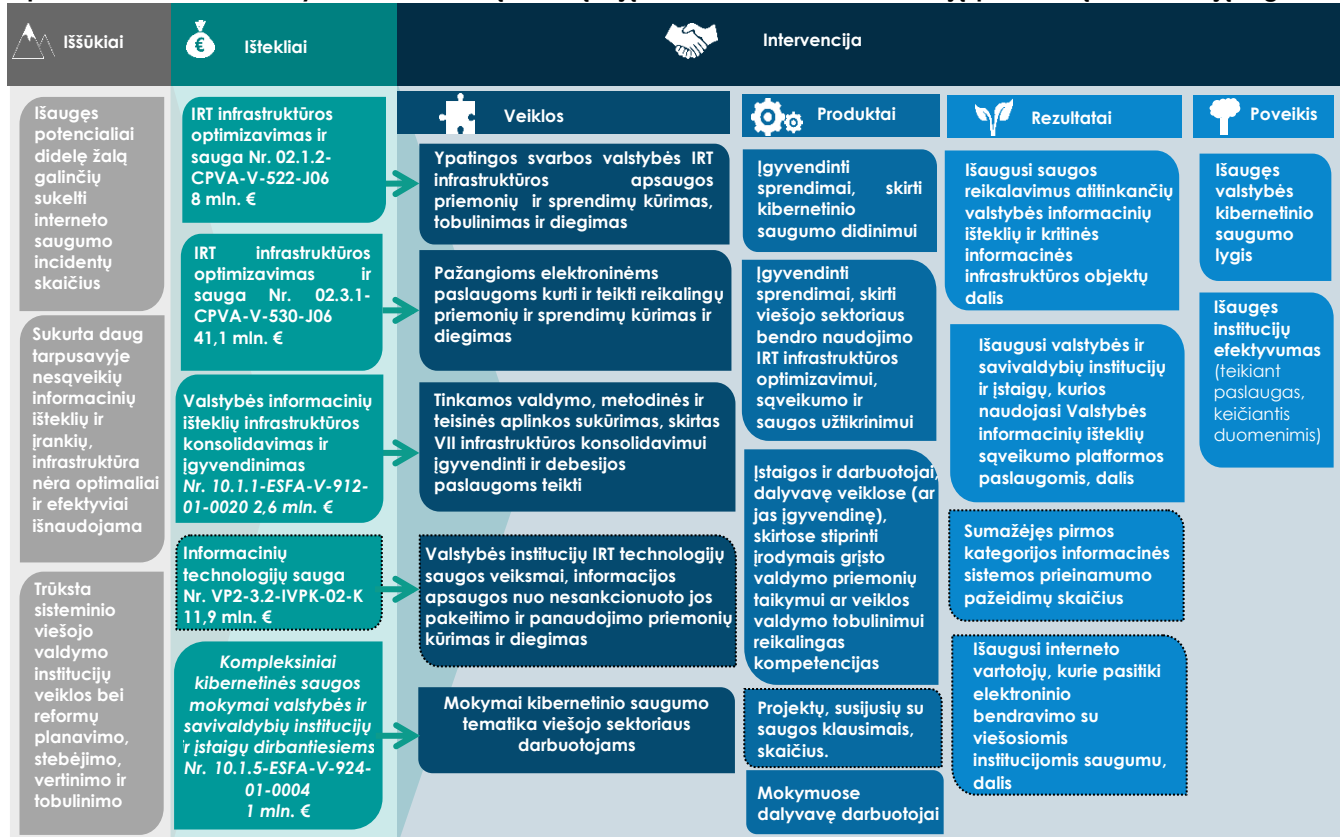 Iššūkiai
€
Ištekliai
Intervencija
Išaugęs
potencialiai
didelę žalą
galinčių
sukelti
interneto
saugumo
incidentų
skaičius
Sukurta daug
tarpusavyje
nesąveikių
informacinių
išteklių ir
įrankių,
infrastruktūra
nėra optimaliai
ir efektyviai
išnaudojama
Trūksta
sisteminio
viešojo
valdymo
institucijų
veiklos bei
reformų
planavimo,
stebėjimo,
vertinimo ir
tobulinimo
IRT infrastruktūros
optimizavimas ir
sauga Nr. 02.1.2-
CPVA-V-522-J06
8 mln. €
IRT infrastruktūros
optimizavimas ir
sauga Nr. 02.3.1-
CPVA-V-530-J06
41,1 mln. €
Valstybės informacinių
išteklių infrastruktūros
konsolidavimas ir
įgyvendinimas
Nr. 10.1.1-ESFA-V-912-
01-0020 2,6 mln. €
Informacinių
technologijų sauga
Nr. VP2-3.2-IVPK-02-K
11,9 mln. €
Kompleksiniai
kibernetinės saugos
mokymai valstybės ir
savivaldybių institucijų
ir įstaigų dirbantiesiems
Nr. 10.1.5-ESFA-V-924-
01-0004
1 mln. €
Veiklos
Ypatingos svarbos valstybės IRT
infrastruktūros apsaugos
priemonių ir sprendimų kūrimas,
tobulinimas ir diegimas
Pažangioms elektroninėms
paslaugoms kurti ir teikti reikalingų
priemonių ir sprendimų kūrimas ir
diegimas
Tinkamos valdymo, metodinės ir
teisinės aplinkos sukūrimas, skirtas
VII infrastruktūros konsolidavimui
įgyvendinti ir debesijos
paslaugoms teikti
Valstybės institucijų IRT technologijų
saugos veiksmai, informacijos
apsaugos nuo nesankcionuoto jos
pakeitimo ir panaudojimo priemonių
kūrimas ir diegimas
Mokymai kibernetinio saugumo
tematika viešojo sektoriaus
darbuotojams
Produktai
Įgyvendinti
sprendimai, skirti
kibernetinio
saugumo didinimui
Įgyvendinti
sprendimai, skirti
viešojo sektoriaus
bendro naudojimo
IRT infrastruktūros
optimizavimui,
sąveikumo ir
saugos užtikrinimui
Įstaigos ir darbuotojai,
dalyvavę veiklose (ar
jas įgyvendinę),
skirtose stiprinti
įrodymais grįsto
valdymo priemonių
taikymui ar veiklos
valdymo tobulinimui
reikalingas
kompetencijas
Projektų, susijusių su
saugos klausimais,
skaičius.
Mokymuose
dalyvavę darbuotojai
Rezultatai
Išaugusi saugos
reikalavimus atitinkančių
valstybės informacinių
išteklių ir kritinės
informacinės
infrastruktūros objektų
dalis
Išaugusi valstybės ir
savivaldybių institucijų
ir įstaigų, kurios
naudojasi Valstybės
informacinių išteklių
sąveikumo platformos
paslaugomis, dalis
Sumažėjęs pirmos
kategorijos informacinės
sistemos prieinamumo
pažeidimų skaičius
Išaugusi interneto
vartotojų, kurie pasitiki
elektroninio
bendravimo su
viešosiomis
institucijomis saugumu,
dalis
Poveikis
Išaugęs
valstybės
kibernetinio
saugumo
lygis
Išaugęs
institucijų
efektyvumas
(teikiant
paslaugas,
keičiantis
duomenimis)